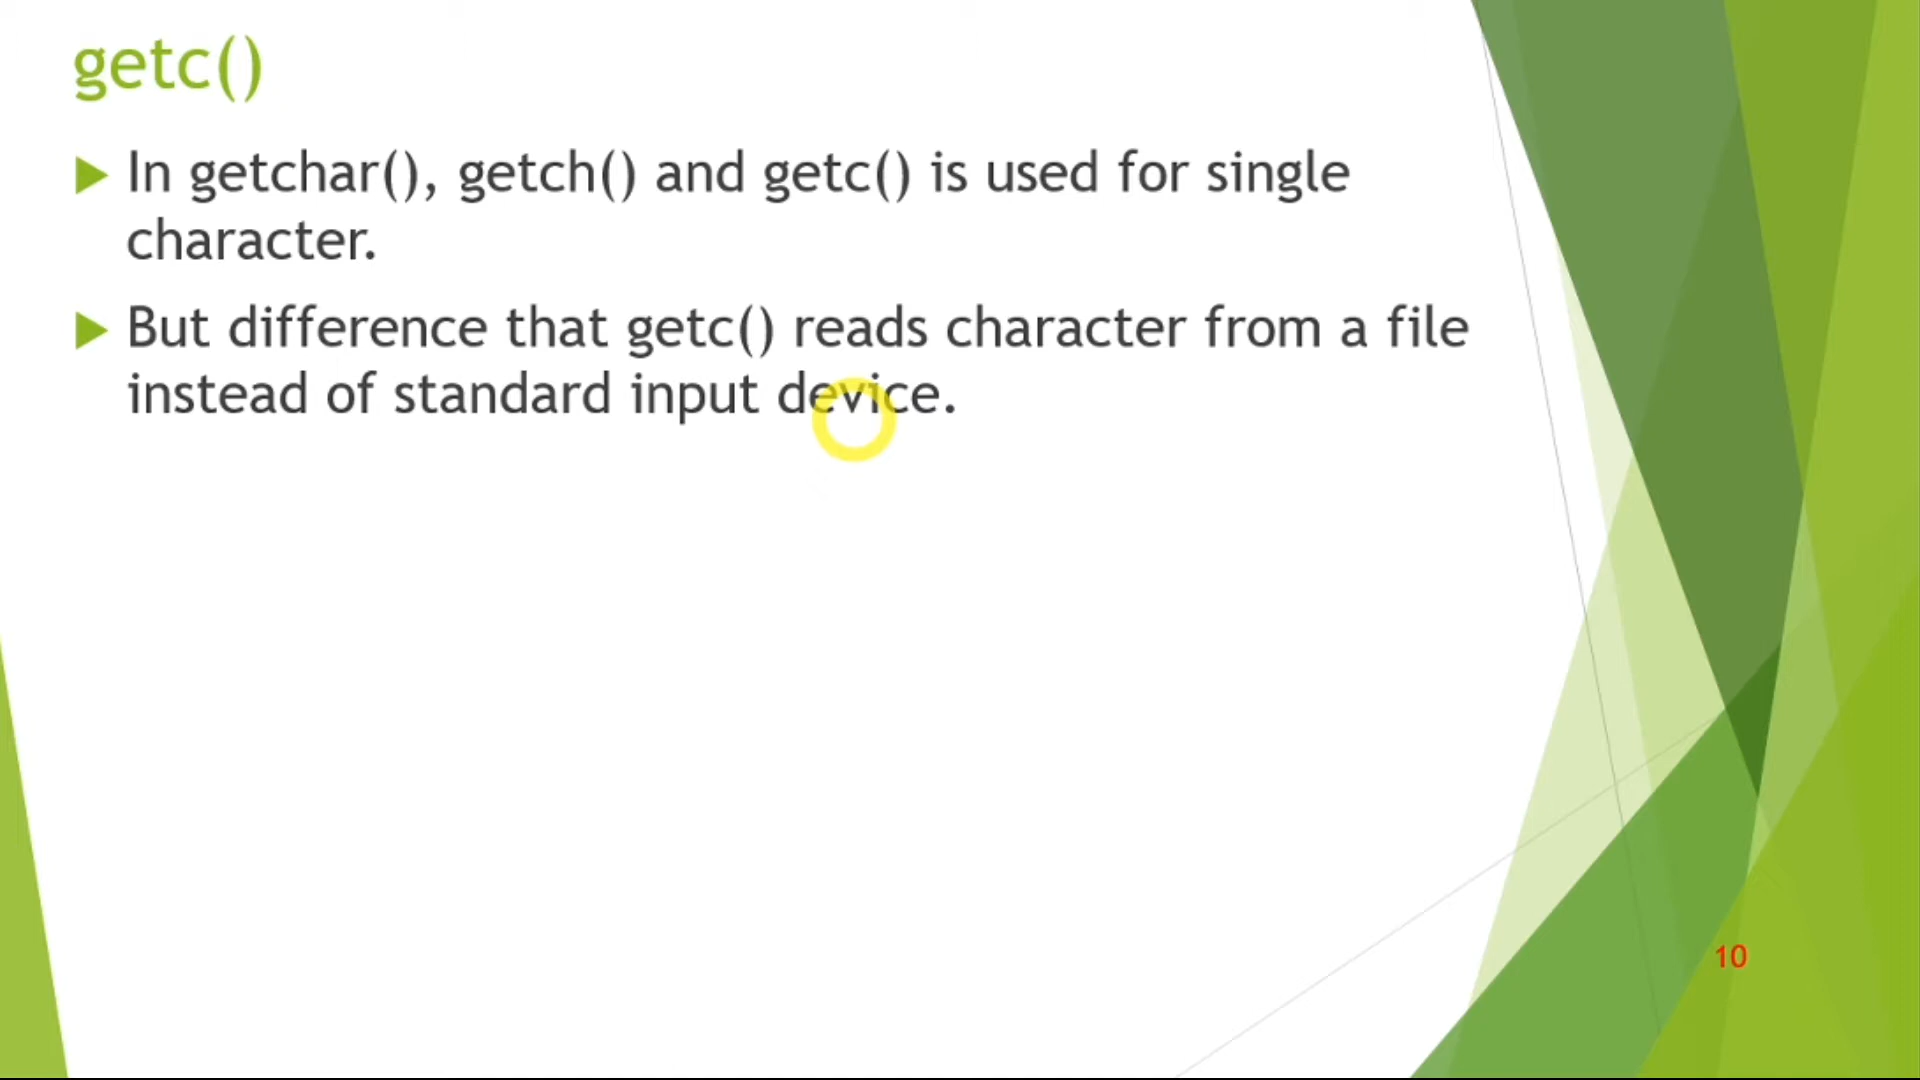 getc()
In getchar(), getch() and getc() is used for single
character.
But difference that getc() reads character from a file
instead of standard input device.
10